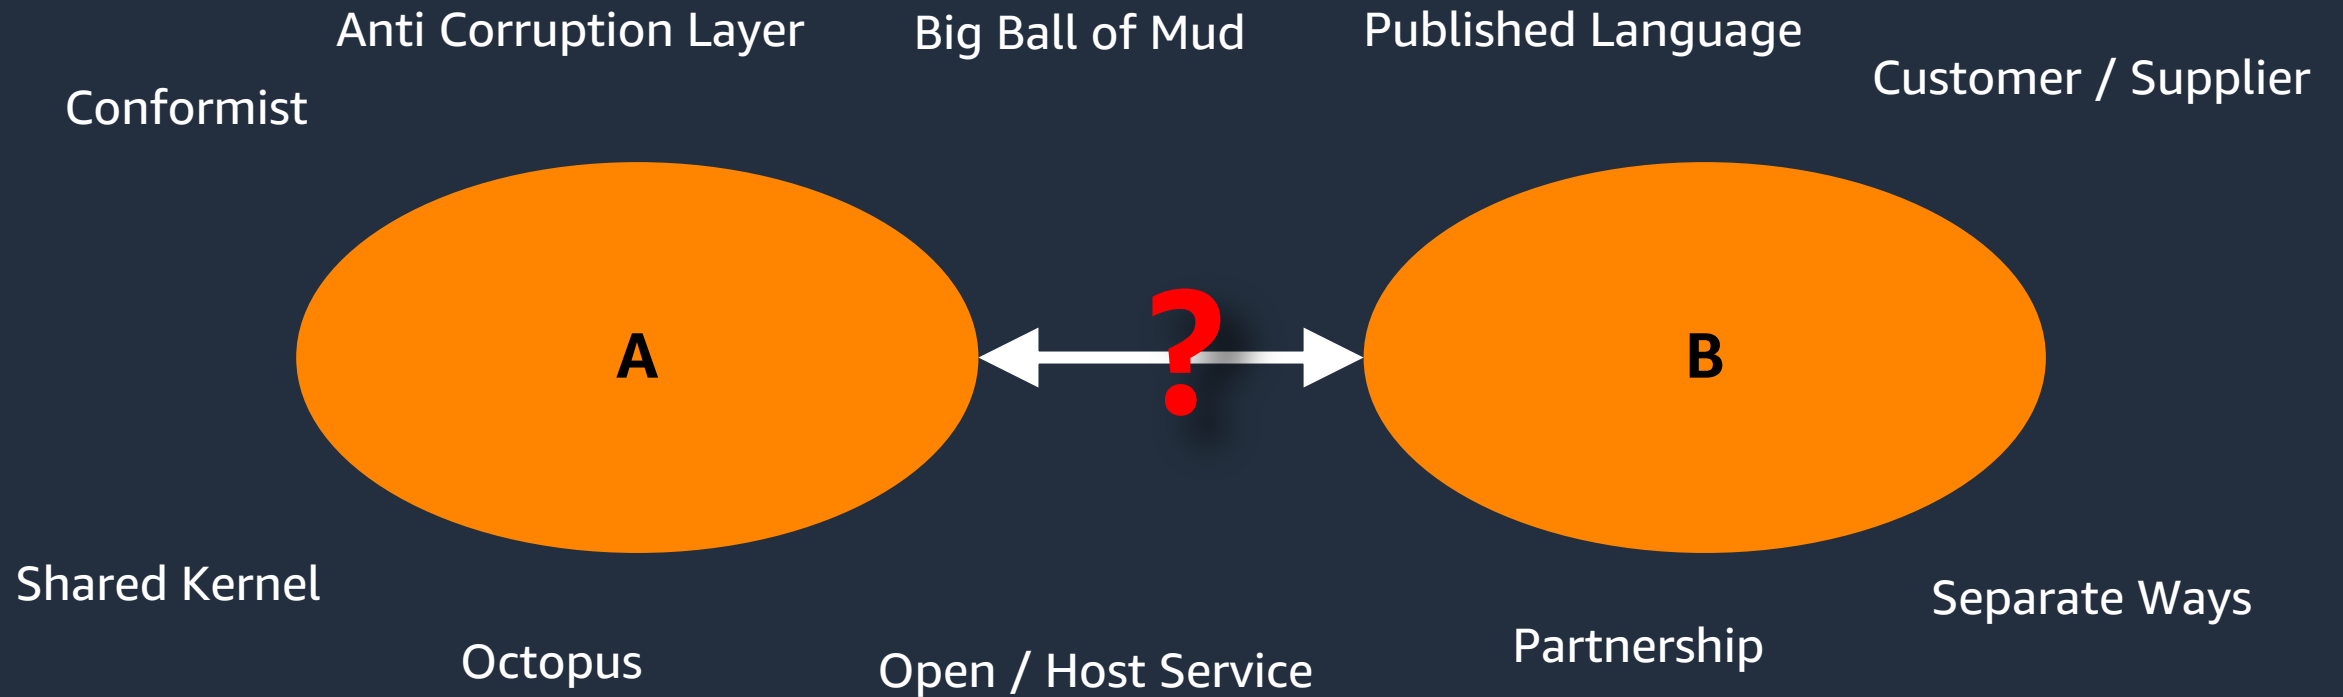 Anti Corruption Layer
Big Ball of Mud
Published Language
Customer / Supplier
Conformist
A
?
B
Shared Kernel
Separate Ways
Octopus
Open / Host Service
Partnership